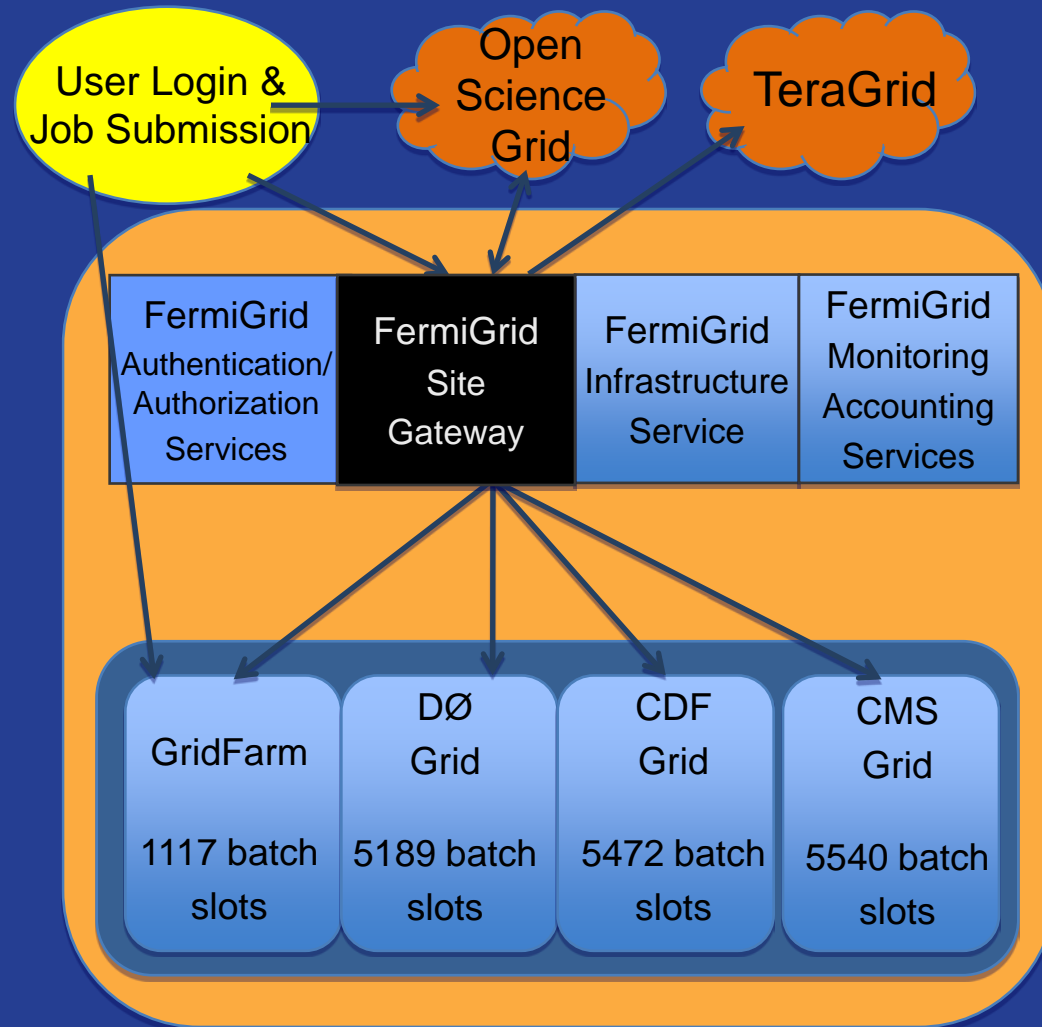 User Login &
Job Submission
Open
Science
Grid
TeraGrid
FermiGrid
Authentication/
Authorization
Services
FermiGrid
Site
Gateway
FermiGrid
Infrastructure
Service
FermiGrid
Monitoring
Accounting
Services
GridFarm
1117 batch
slots
DØ
Grid
5189 batch
slots
CDF
Grid
5472 batch
slots
CMS
Grid
5540 batch
slots